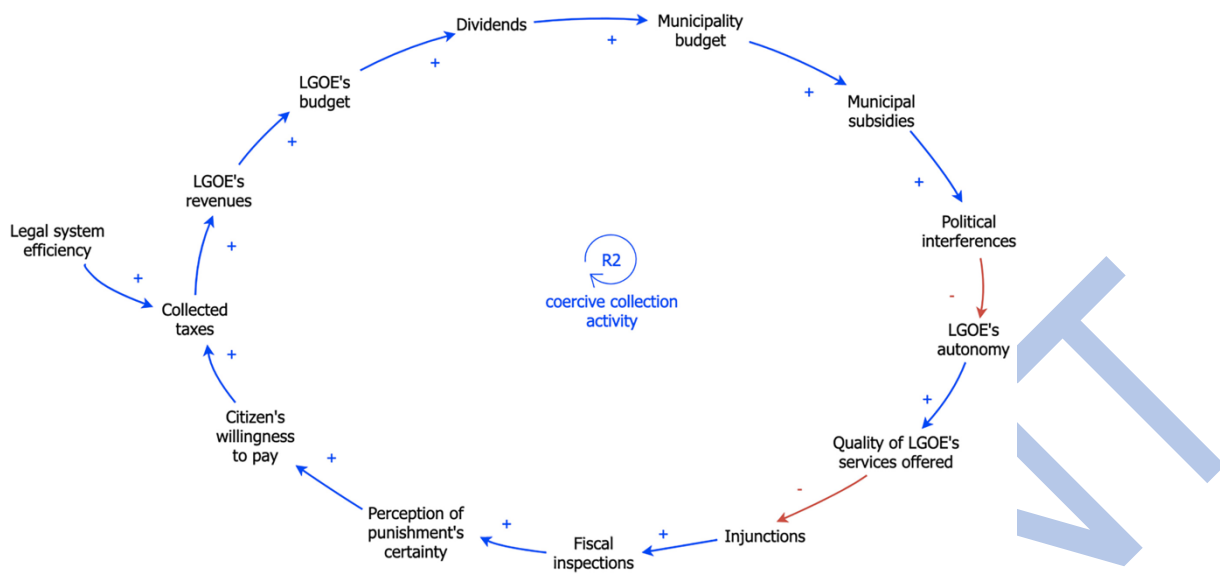 Dividends
+
Municipality
budget
+
LGOE's
budget
+
+
Municipal
subsidies
+
LGOE's
revenues
+
Political
interferences
-
Legal system
efficiency
+
R2
coercive collection
activity
Collected
taxes
+
LGOE's
autonomy
+
Citizen's
willingness
to pay
+
Quality of LGOE's
services offered
-
Perception of
punishment's
certainty
+
Fiscal
inspections
+
Injunctions